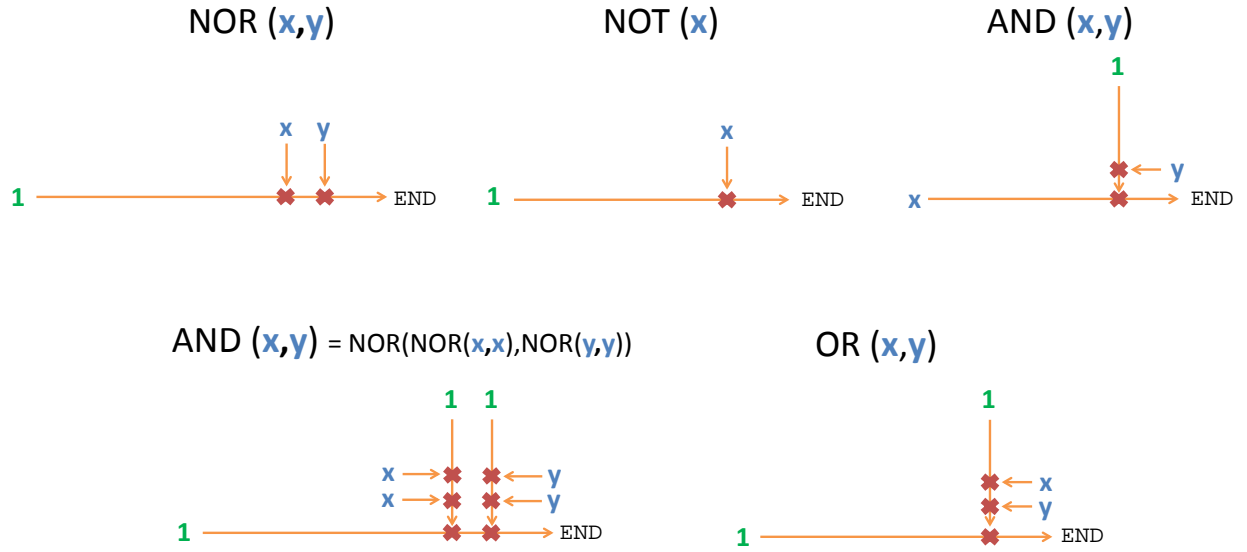 NOR (x,y)
NOT (x)
AND (x,y)
1
x y
x
1
END
1
END
y
x
END
AND (x,y) = NOR(NOR(x,x),NOR(y,y))
OR (x,y)
1 1
1
x
y
x
x
y
y
1
END
1
END